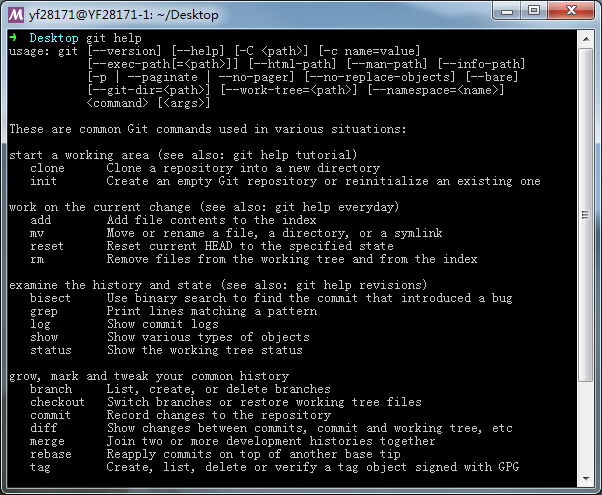 yf28171@YF28171-1: ~/Desktop
➜ Desktop git help
usage: git [--version] [--help] [-C <path>] [-c name=value]
           [--exec-path[=<path>]] [--html-path] [--man-path] [--info-path]
           [-p | --paginate | --no-pager] [--no-replace-objects] [--bare]
           [--git-dir=<path>] [--work-tree=<path>] [--namespace=<name>]
           <command> [<args>]
These are common Git commands used in various situations:
start a working area (see also: git help tutorial)
   clone      Clone a repository into a new directory
   init       Create an empty Git repository or reinitialize an existing one
work on the current change (see also: git help everyday)
   add        Add file contents to the index
   mv         Move or rename a file, a directory, or a symlink
   reset      Reset current HEAD to the specified state
   rm         Remove files from the working tree and from the index
examine the history and state (see also: git help revisions)
   bisect     Use binary search to find the commit that introduced a bug
   grep       Print lines matching a pattern
   log        Show commit logs
   show       Show various types of objects
   status     Show the working tree status
grow, mark and tweak your common history
   branch     List, create, or delete branches
   checkout   Switch branches or restore working tree files
   commit     Record changes to the repository
   diff       Show changes between commits, commit and working tree, etc
   merge      Join two or more development histories together
   rebase     Reapply commits on top of another base tip
   tag        Create, list, delete or verify a tag object signed with GPG